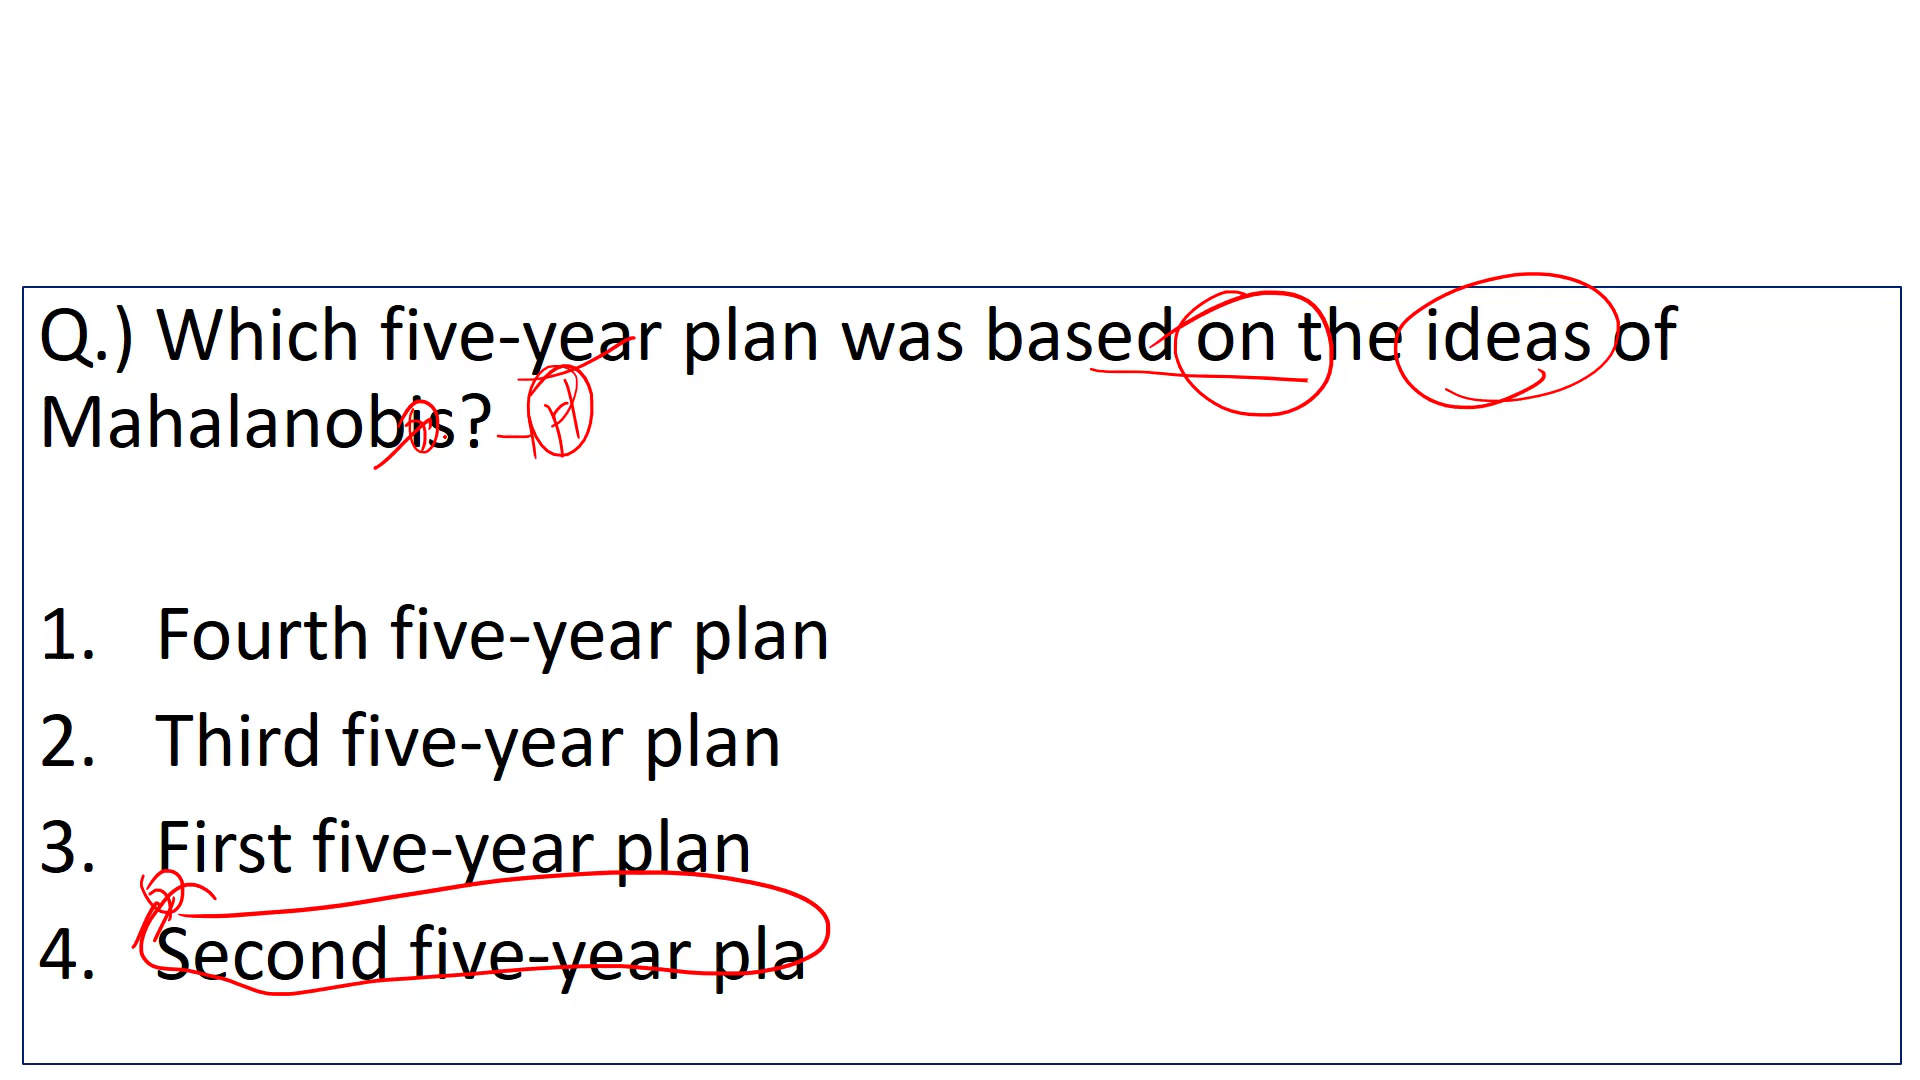 Q.) Which five-year plan was based on the ideas of
Mahalanobis?
1. Fourth five-year plan
2. Third five-year plan
3. First five-year plan
4. Second five-year pla